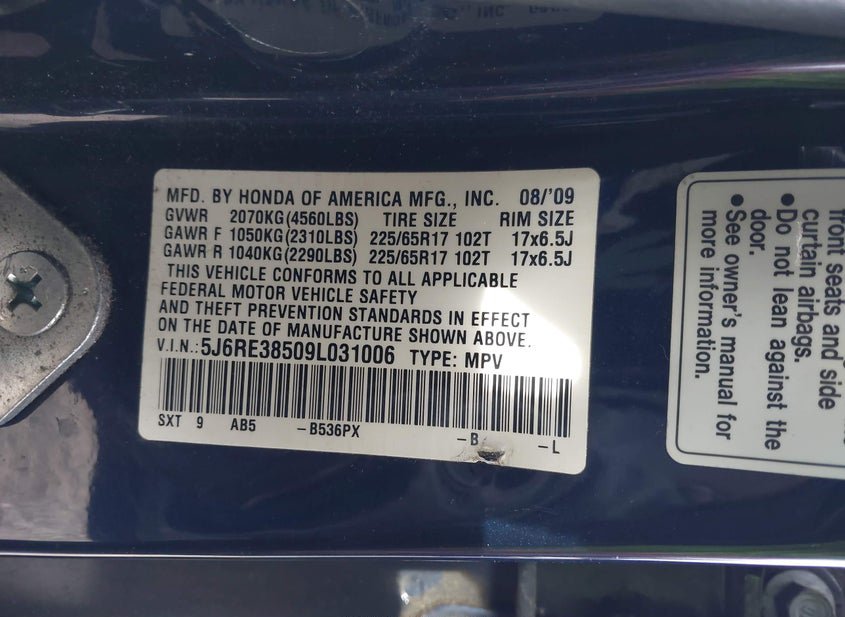 MFD. BY HONDA OF AMERICA MFG., INC. 08/'09
GVWR 2070KG(4560LBS) TIRE SIZE RIM SIZE
GAWR F 1050KG(2310LBS) 225/65R17 102T 17x6.5J
GAWR R 1040KG(2290LBS) 225/65R17 102T 17x6.5J
THIS VEHICLE CONFORMS TO ALL APPLICABLE
FEDERAL MOTOR VEHICLE SAFETY
AND THEFT PREVENTION STANDARDS IN EFFECT
ON THE DATE OF MANUFACTURE SHOWN ABOVE.
V.I.N.:5J6RE38509L031006 TYPE: MPV
SXT 9 AB5 -B536PX -B -L
front seats and side
curtain airbags.
• Do not lean against the
door.
• See owner's manual for
more information.